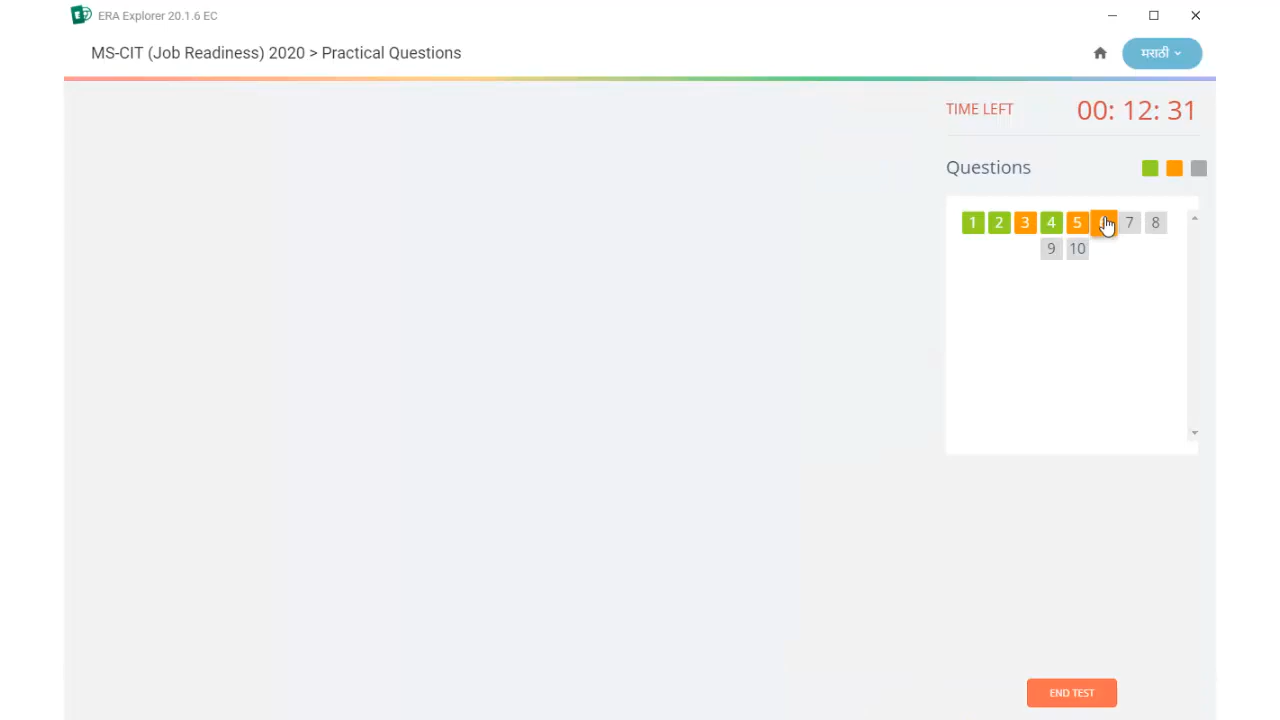 ERA Explorer 20.1.6 EC
MS-CIT (Job Readiness) 2020 > Practical Questions
मराठी
TIME LEFT 00: 12: 31
Questions
1 2 3 4 5 7 8
9 10
END TEST